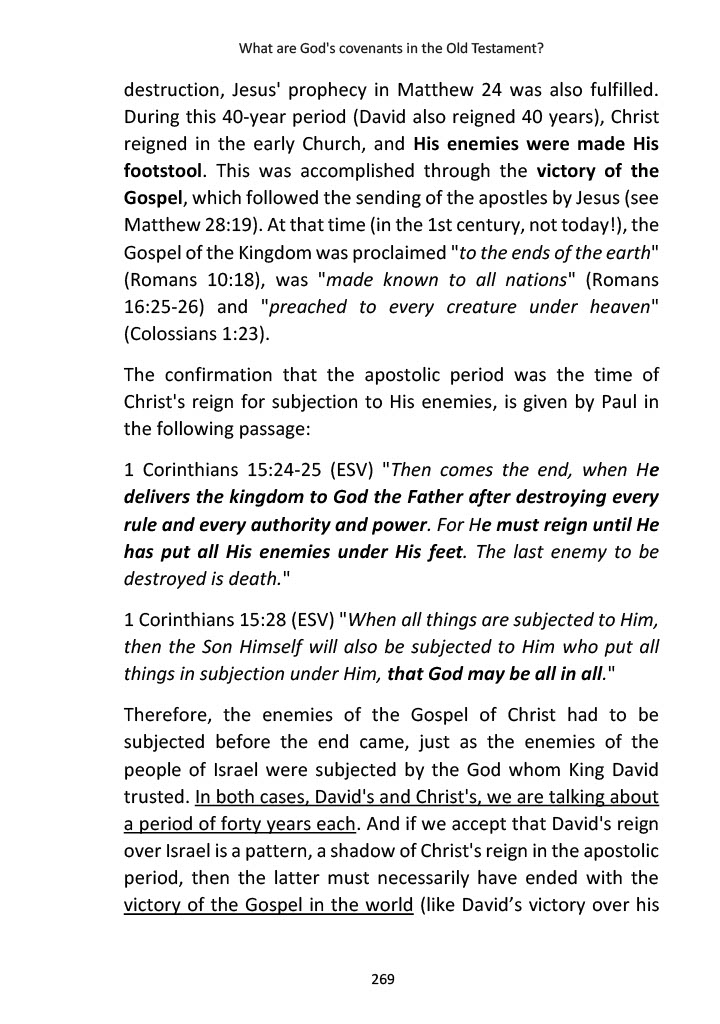 What are God's covenants in the Old Testament?
destruction, Jesus' prophecy in Matthew 24 was also fulfilled.
During this 40-year period (David also reigned 40 years), Christ
reigned in the early Church, and His enemies were made His
footstool. This was accomplished through the victory of the
Gospel, which followed the sending of the apostles by Jesus (see
Matthew 28:19). At that time (in the 1st century, not today!), the
Gospel of the Kingdom was proclaimed "to the ends of the earth"
(Romans 10:18), was "made known to all nations" (Romans
16:25-26) and "preached to every creature under heaven"
(Colossians 1:23).
The confirmation that the apostolic period was the time of
Christ's reign for subjection to His enemies, is given by Paul in
the following passage:
1 Corinthians 15:24-25 (ESV) "Then comes the end, when He
delivers the kingdom to God the Father after destroying every
rule and every authority and power. For He must reign until He
has put all His enemies under His feet. The last enemy to be
destroyed is death."
1 Corinthians 15:28 (ESV) "When all things are subjected to Him,
then the Son Himself will also be subjected to Him who put all
things in subjection under Him, that God may be all in all."
Therefore, the enemies of the Gospel of Christ had to be
subjected before the end came, just as the enemies of the
people of Israel were subjected by the God whom King David
trusted. In both cases, David's and Christ's, we are talking about
a period of forty years each. And if we accept that David's reign
over Israel is a pattern, a shadow of Christ's reign in the apostolic
period, then the latter must necessarily have ended with the
victory of the Gospel in the world (like David’s victory over his
269